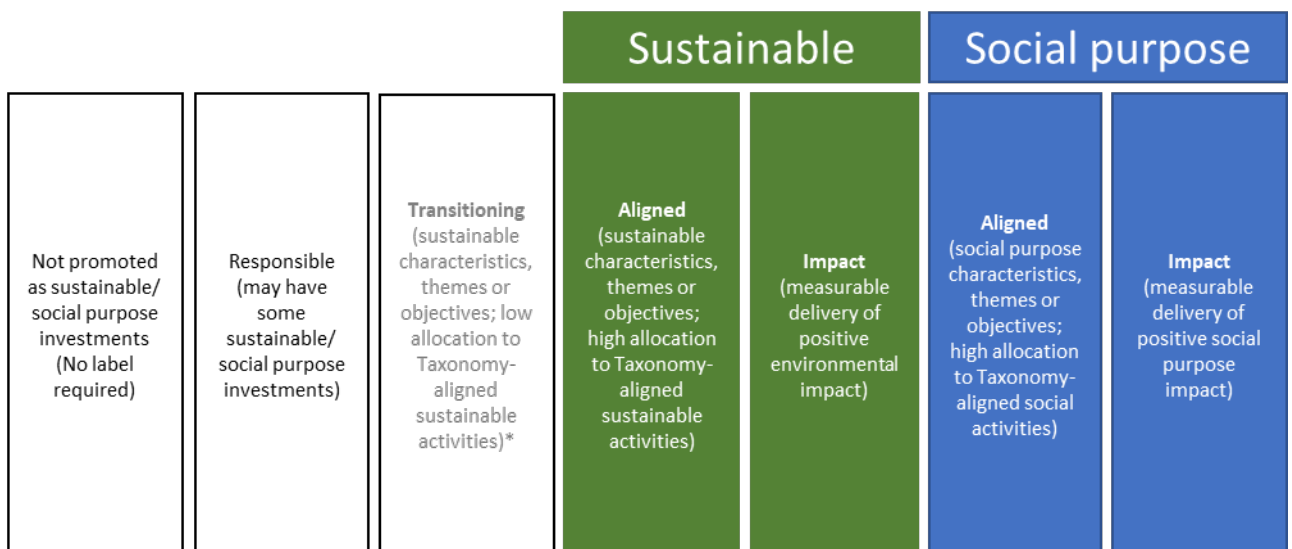 Sustainable
Social purpose
Not promoted
as sustainable/
social purpose
investments
(No label
required)
Responsible
(may have
some
sustainable/
social purpose
investments)
Transitioning
(sustainable
characteristics,
themes or
objectives; low
allocation to
Taxonomy-
aligned
sustainable
activities)*
Aligned
(sustainable
characteristics,
themes or
objectives;
high allocation
to Taxonomy-
aligned
sustainable
activities)
Impact
(measurable
delivery of
positive
environmental
impact)
Aligned
(social purpose
characteristics,
themes or
objectives;
high allocation
to Taxonomy-
aligned social
activities)
Impact
(measurable
delivery of
positive social
purpose
impact)